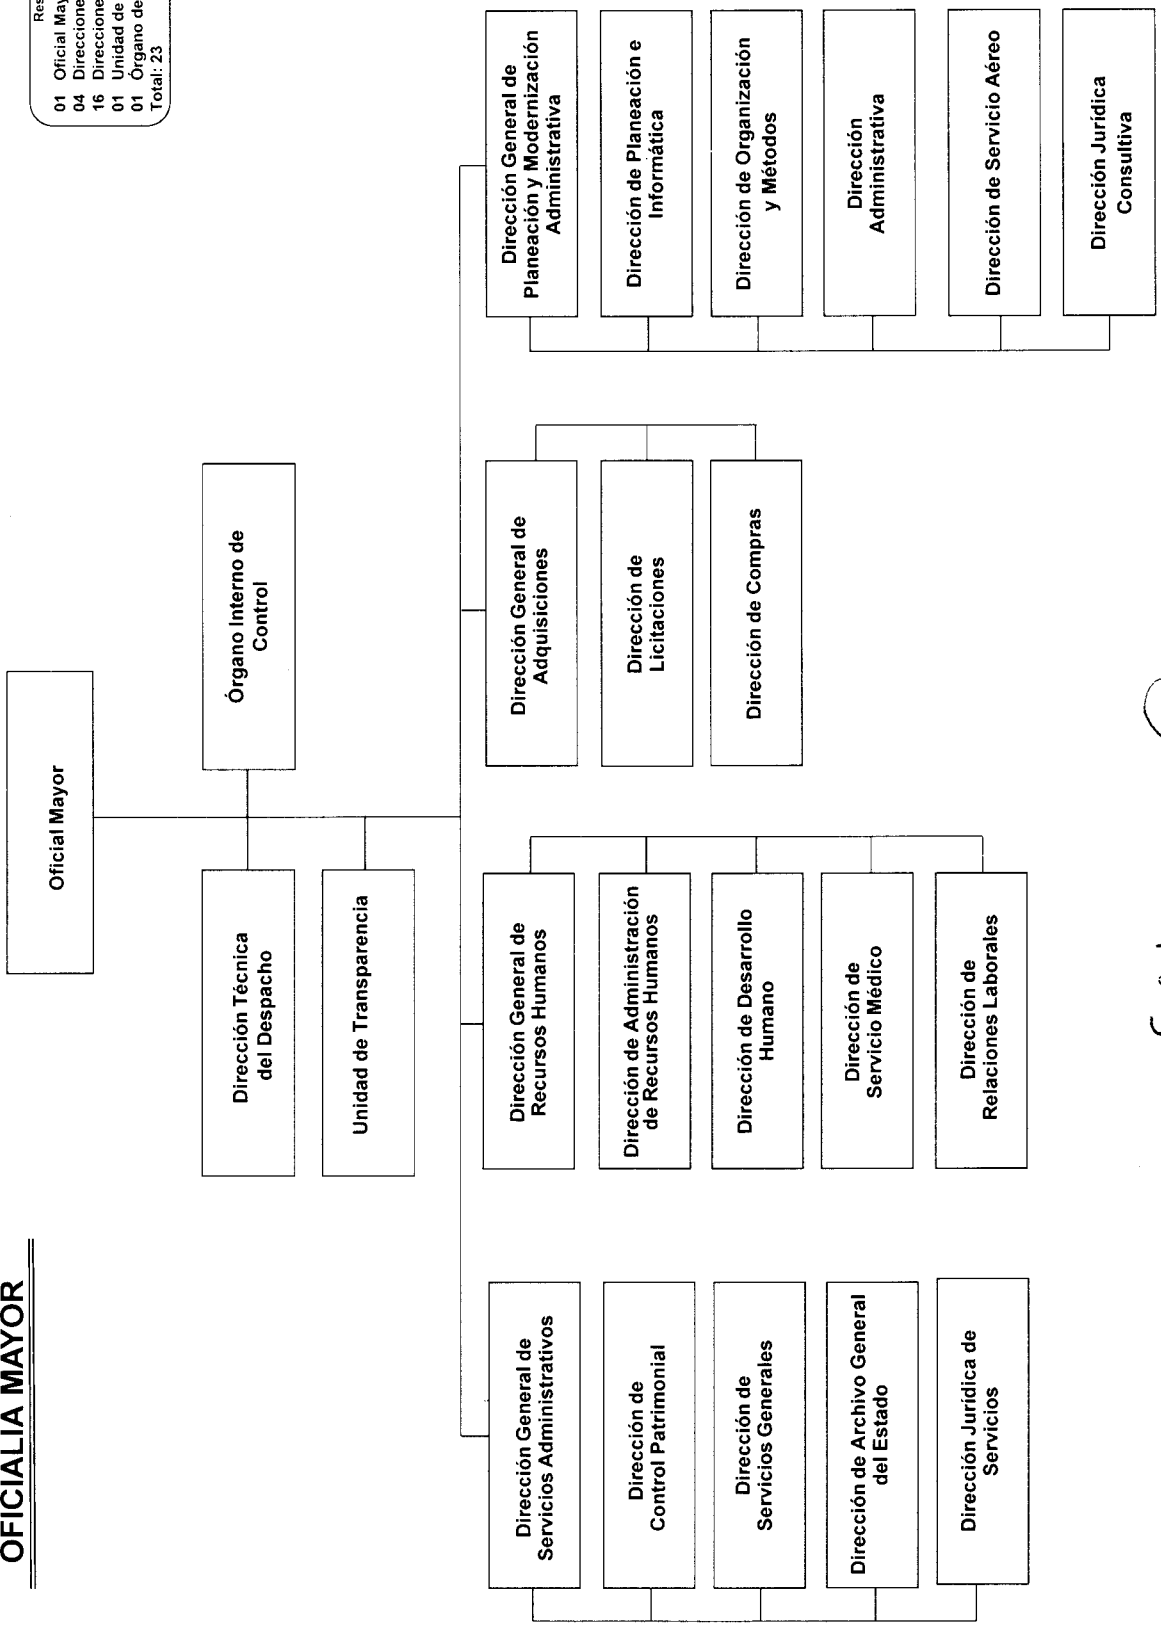 OFICIALIA MAYOR
01 Oficial
04
16
01 Unidad de
01 Órgano de
Total: 23
Oficial Mayor
Dirección Técnica
del Despacho
Órgano Interno de
Control
Unidad de Transparencia
Dirección General de
Servicios Administrativos
Dirección de
Control Patrimonial
Dirección de
Servicios Generales
Dirección de Archivo General
del Estado
Dirección Jurídica de
Servicios
Dirección General de
Recursos Humanos
Dirección de Administración
de Recursos Humanos
Dirección de Desarrollo
Humano
Dirección de
Servicio Médico
Dirección de
Relaciones Laborales
Dirección General de
Adquisiciones
Dirección de
Licitaciones
Dirección de Compras
Dirección General de
Planeación y Modernización
Administrativa
Dirección de Planeación e
Informática
Dirección de Organización
y Métodos
Dirección
Administrativa
Dirección de Servicio Aéreo
Dirección Jurídica
Consultiva